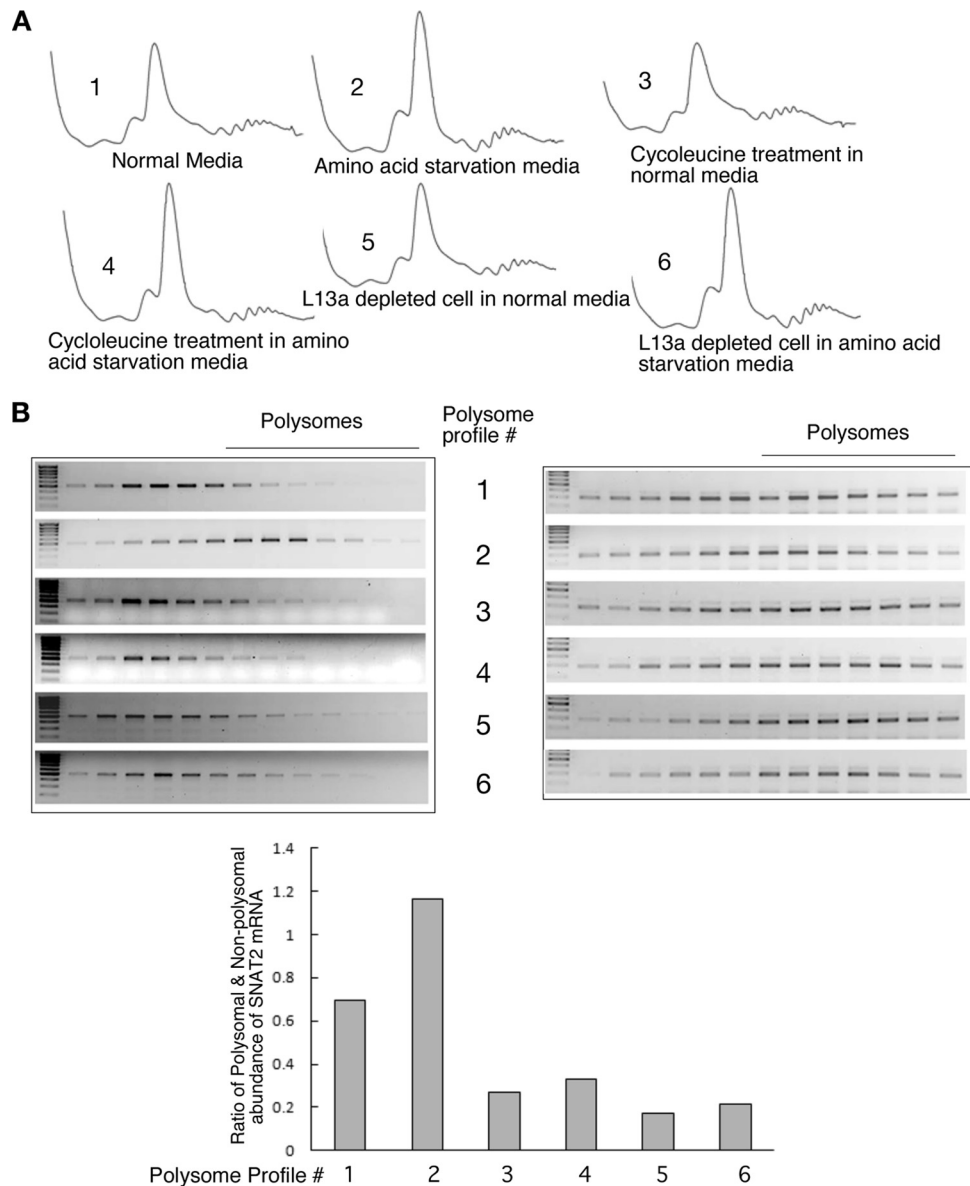 A
1
Normal Media
2
Amino acid starvation media
3
Cycoleucine treatment in
normal media
4
Cycloleucine treatment in amino
acid starvation media
5
L13a depleted cell in normal media
6
L13a depleted cell in amino acid
starvation media
B
Polysomes
Polysome
profile #
Polysomes
1
2
3
4
5
6
Ratio of Polysomal & Non-polysomal
abundance of SNAT2 mRNA
1.4
1.2
1
0.8
0.6
0.4
0.2
0
Polysome Profile # 1 2 3 4 5 6